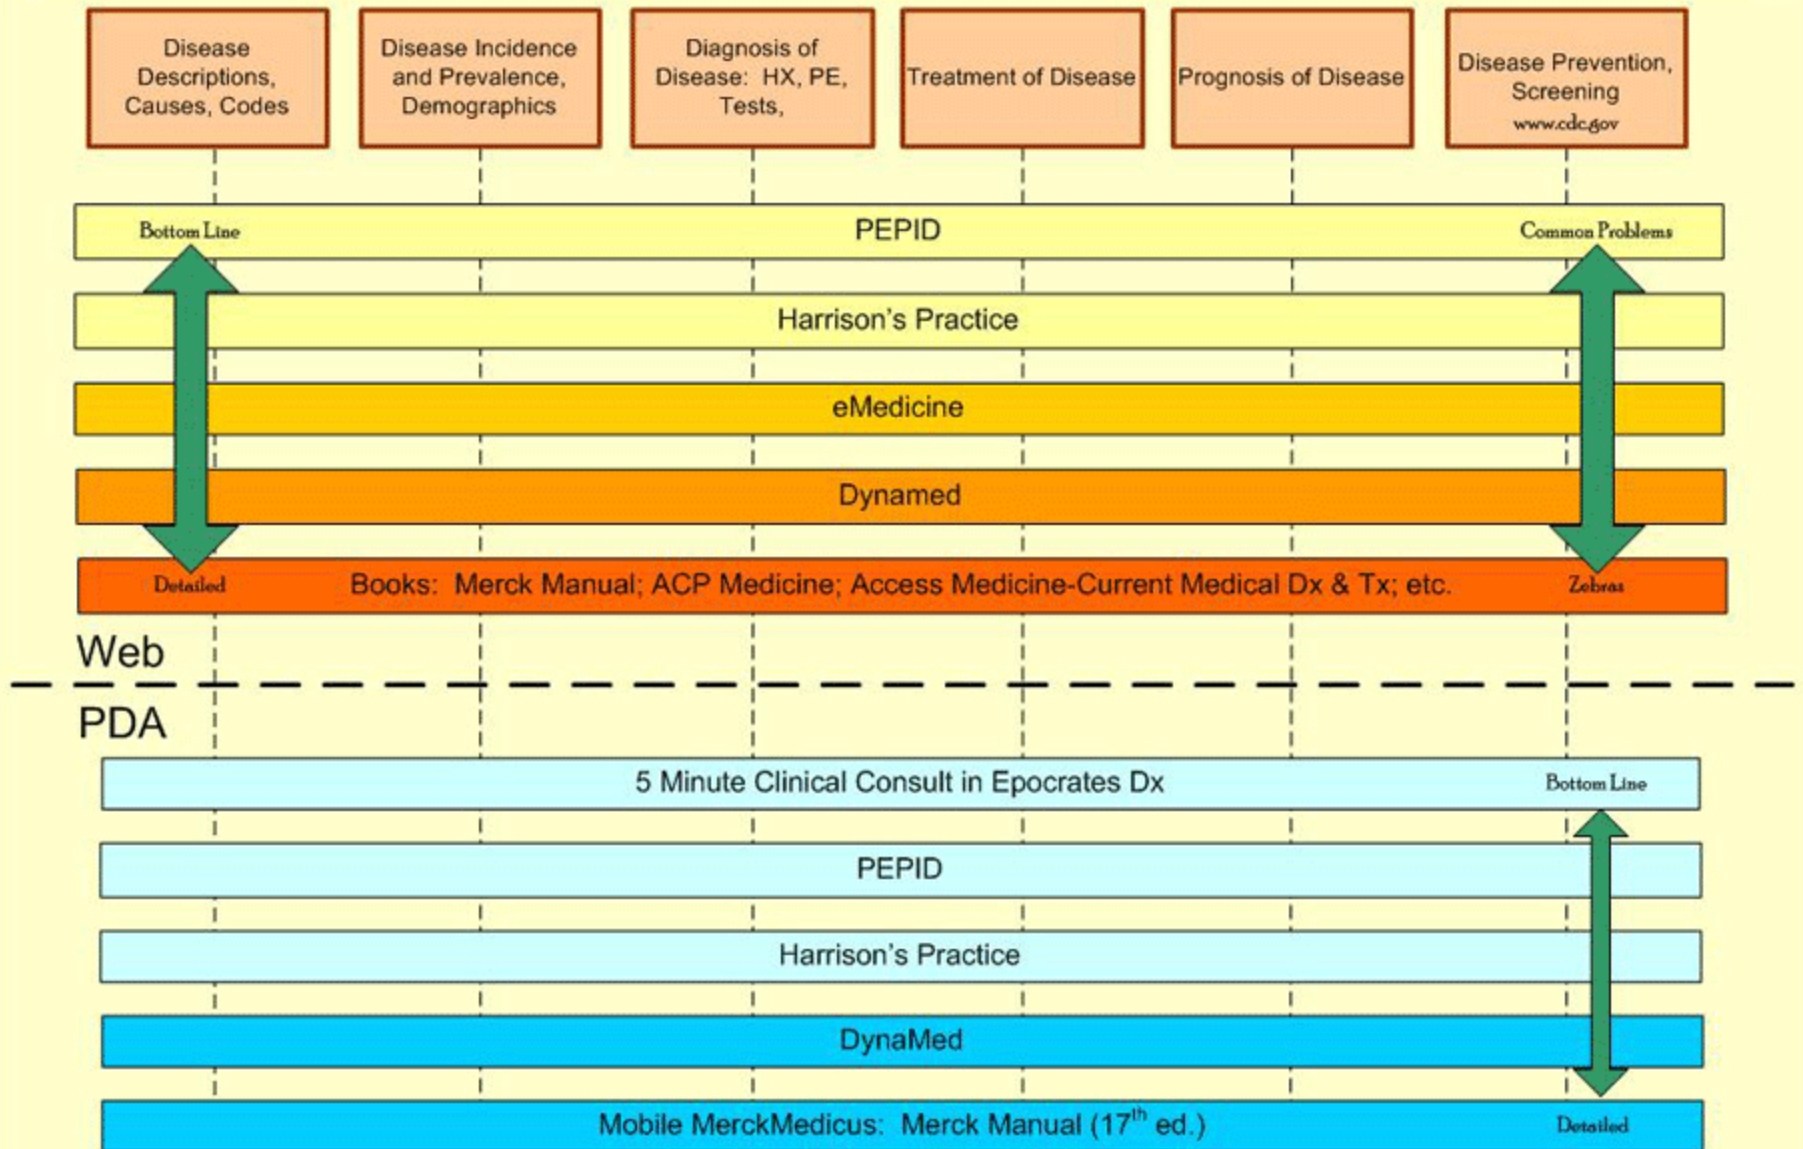 Disease
Descriptions,
Causes, Codes
Disease Incidence
and Prevalence,
Demographics
Diagnosis of
Disease:  HX, PE,
Tests,
Treatment of Disease
Prognosis of Disease
Disease Prevention,
Screening
www.cdc.gov
Bottom Line
PEPID
Common Problems
Harrison's Practice
eMedicine
Dynamed
Detailed
Books:  Merck Manual; ACP Medicine; Access Medicine-Current Medical Dx & Tx; etc.
Zebras
Web
PDA
5 Minute Clinical Consult in Epocrates Dx
Bottom Line
PEPID
Harrison's Practice
DynaMed
Mobile MerckMedicus:  Merck Manual (17th ed.)
Detailed